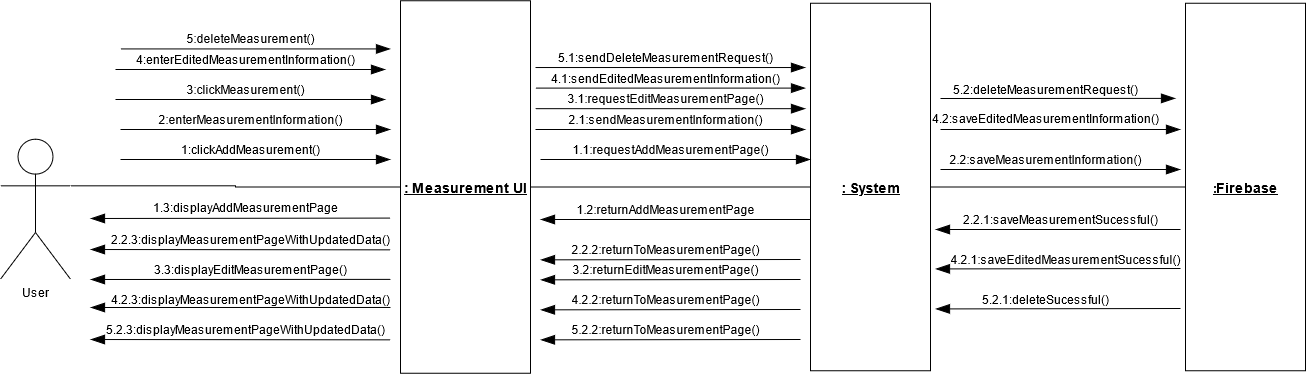 5:deleteMeasurement()
4:enterEditedMeasurementInformation()
3:clickMeasurement()
2:enterMeasurementInformation()
1:clickAddMeasurement()
1.3:displayAddMeasurementPage
2.2.3:displayMeasurementPageWithUpdatedData()
3.3:displayEditMeasurementPage()
4.2.3:displayMeasurementPageWithUpdatedData()
5.2.3:displayMeasurementPageWithUpdatedData()
User
: Measurement UI
5.1:sendDeleteMeasurementRequest()
4.1:sendEditedMeasurementInformation()
3.1:requestEditMeasurementPage()
2.1:sendMeasurementInformation()
1.1:requestAddMeasurementPage()
1.2:returnAddMeasurementPage
2.2.2:returnToMeasurementPage()
3.2:returnEditMeasurementPage()
4.2.2:returnToMeasurementPage()
5.2.2:returnToMeasurementPage()
: System
5.2:deleteMeasurementRequest()
4.2:saveEditedMeasurementInformation()
2.2:saveMeasurementInformation()
2.2.1:saveMeasurementSucessful()
4.2.1:saveEditedMeasurementSucessful()
5.2.1:deleteSucessful()
:Firebase